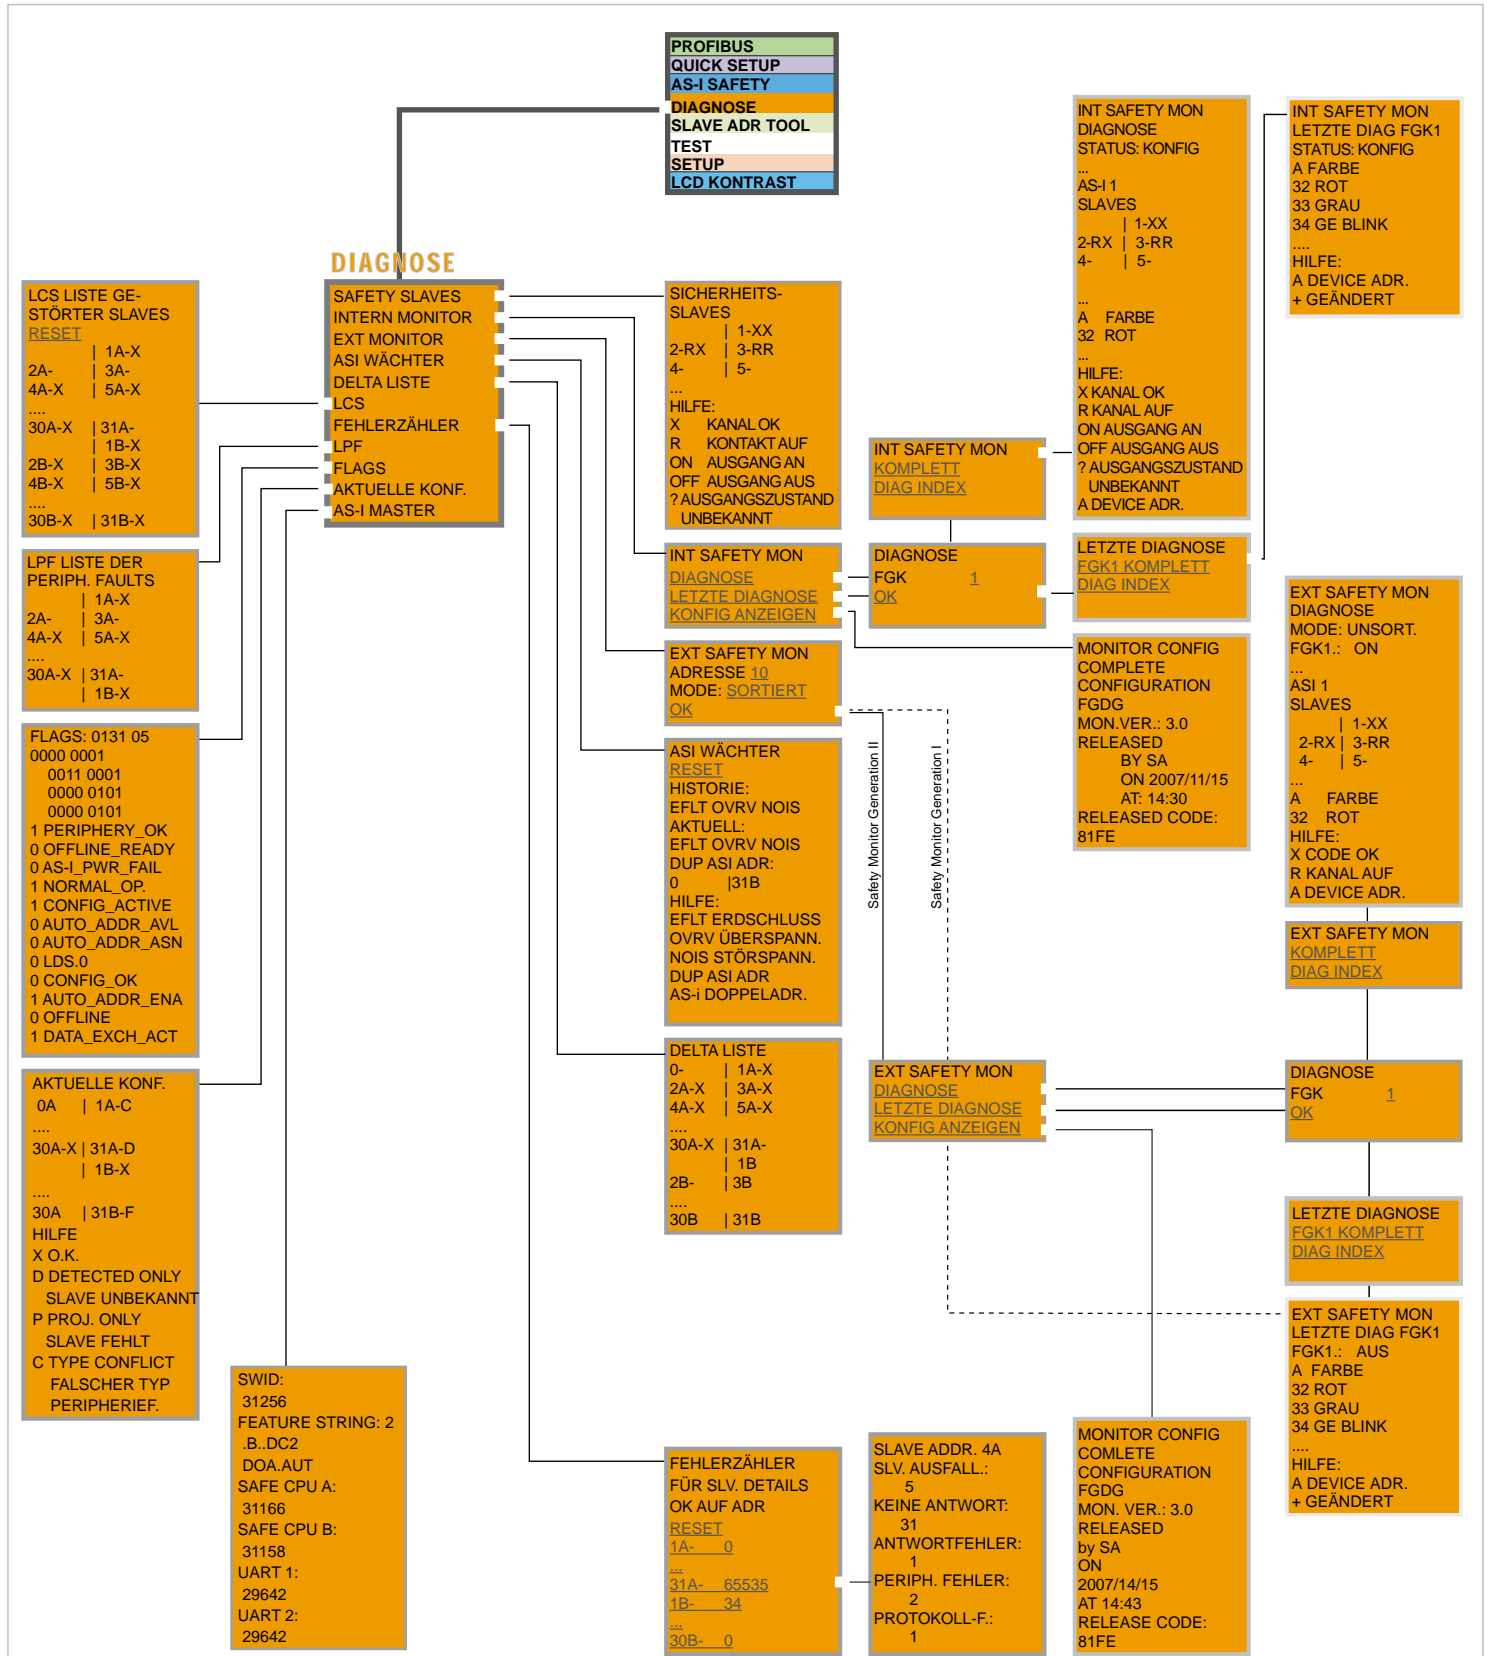 PROFIBUS
QUICK SETUP
AS-I SAFETY
DIAGNOSE
SLAVE ADR TOOL
TEST
SETUP
LCD KONTRAST
DIAGNOSE
SAFETY SLAVES
INTERN MONITOR
EXT MONITOR
ASI WÄCHTER
DELTA LISTE
LCS
FEHLERZÄHLER
LPF
FLAGS
AKTUELLE KONF.
AS-I MASTER
LCS LISTE GE-
STÖRTER SLAVES
RESET
| 1A-X
2A- | 3A-
4A-X | 5A-X
....
30A-X | 31A-
| 1B-X
2B-X | 3B-X
4B-X | 5B-X
....
30B-X | 31B-X
LPF LISTE DER
PERIPH. FAULTS
| 1A-X
2A- | 3A-
4A-X | 5A-X
....
30A-X | 31A-
| 1B-X
FLAGS: 0131 05
0000 0001
0011 0001
0000 0101
0000 0101
1 PERIPHERY_OK
0 OFFLINE_READY
0 AS-I_PWR_FAIL
1 NORMAL_OP.
1 CONFIG_ACTIVE
0 AUTO_ADDR_AVL
0 AUTO_ADDR_ASN
0 LDS.0
0 CONFIG_OK
1 AUTO_ADDR_ENA
0 OFFLINE
1 DATA_EXCH_ACT
AKTUELLE KONF.
0A | 1A-C
....
30A-X | 31A-D
| 1B-X
....
30A | 31B-F
HILFE
X O.K.
D DETECTED ONLY
SLAVE UNBEKANNT
P PROJ. ONLY
SLAVE FEHLT
C TYPE CONFLICT
FALSCHER TYP
PERIPHERIEF.
SWID:
31256
FEATURE STRING: 2
.B..DC2
DOA.AUT
SAFE CPU A:
31166
SAFE CPU B:
31158
UART 1:
29642
UART 2:
29642
SICHERHEITS-
SLAVES
| 1-XX
2-RX | 3-RR
4- | 5-
...
HILFE:
X KANAL OK
R KONTAKT AUF
ON AUSGANG AN
OFF AUSGANG AUS
? AUSGANGSZUSTAND
UNBEKANNT
INT SAFETY MON
DIAGNOSE
LETZTE DIAGNOSE
KONFIG ANZEIGEN
EXT SAFETY MON
ADRESSE 10
MODE: SORTIERT
OK
ASI WÄCHTER
RESET
HISTORIE:
EFLT OVRV NOIS
AKTUELL:
EFLT OVRV NOIS
DUP ASI ADR:
0 |31B
HILFE:
EFLT ERDSCHLUSS
OVRV ÜBERSPANN.
NOIS STÖRSPANN.
DUP ASI ADR
AS-i DOPPELADR.
DELTA LISTE
0- | 1A-X
2A-X | 3A-X
4A-X | 5A-X
....
30A-X | 31A-
| 1B
2B- | 3B
....
30B | 31B
FEHLERZÄHLER
FÜR SLV. DETAILS
OK AUF ADR
RESET
1A- 0
...
31A- 65535
1B- 34
...
30B- 0
SLAVE ADDR. 4A
SLV. AUSFALL.:
5
KEINE ANTWORT:
31
ANTWORTFEHLER:
1
PERIPH. FEHLER:
2
PROTOKOLL-F.:
1
INT SAFETY MON
KOMPLETT
DIAG INDEX
DIAGNOSE
FGK 1
OK
Safety Monitor Generation II
Safety Monitor Generation I
EXT SAFETY MON
DIAGNOSE
LETZTE DIAGNOSE
KONFIG ANZEIGEN
INT SAFETY MON
DIAGNOSE
STATUS: KONFIG
...
AS-I 1
SLAVES
| 1-XX
2-RX | 3-RR
4- | 5-
...
A FARBE
32 ROT
...
HILFE:
X KANAL OK
R KANAL AUF
ON AUSGANG AN
OFF AUSGANG AUS
? AUSGANGSZUSTAND
UNBEKANNT
A DEVICE ADR.
LETZTE DIAGNOSE
FGK1 KOMPLETT
DIAG INDEX
MONITOR CONFIG
COMPLETE
CONFIGURATION
FGDG
MON.VER.: 3.0
RELEASED
BY SA
ON 2007/11/15
AT: 14:30
RELEASED CODE:
81FE
INT SAFETY MON
LETZTE DIAG FGK1
STATUS: KONFIG
A FARBE
32 ROT
33 GRAU
34 GE BLINK
....
HILFE:
A DEVICE ADR.
+ GEÄNDERT
EXT SAFETY MON
DIAGNOSE
MODE: UNSORT.
FGK1.: ON
...
ASI 1
SLAVES
| 1-XX
2-RX | 3-RR
4- | 5-
...
A FARBE
32 ROT
HILFE:
X CODE OK
R KANAL AUF
A DEVICE ADR.
EXT SAFETY MON
KOMPLETT
DIAG INDEX
DIAGNOSE
FGK 1
OK
LETZTE DIAGNOSE
FGK1 KOMPLETT
DIAG INDEX
EXT SAFETY MON
LETZTE DIAG FGK1
FGK1.: AUS
A FARBE
32 ROT
33 GRAU
34 GE BLINK
....
HILFE:
A DEVICE ADR.
+ GEÄNDERT
MONITOR CONFIG
COMLETE
CONFIGURATION
FGDG
MON. VER.: 3.0
RELEASED
by SA
ON
2007/14/15
AT 14:43
RELEASE CODE:
81FE